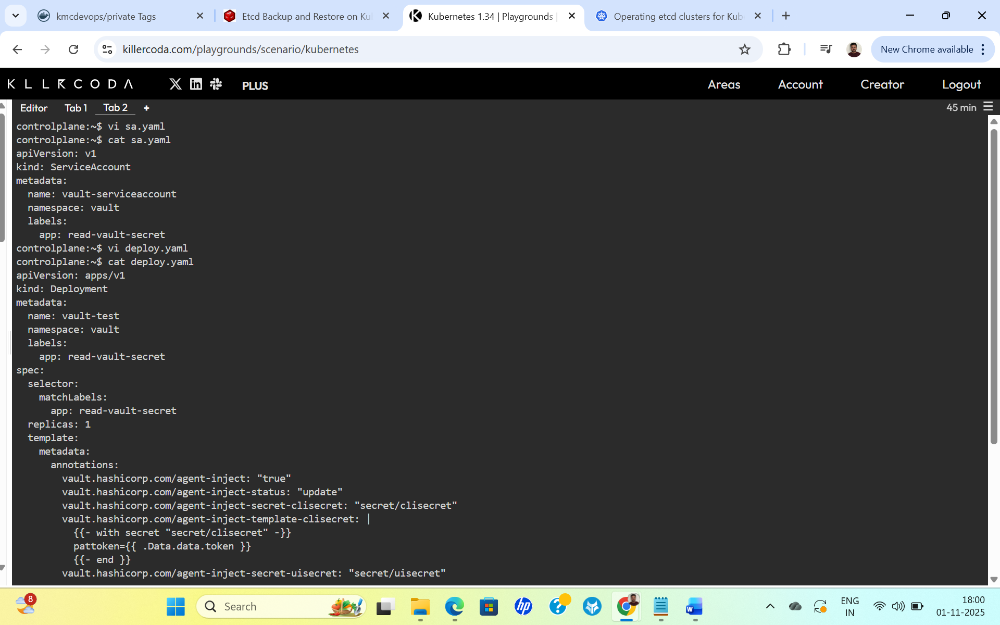 kmcdevops/private Tags
Etcd Backup and Restore on Ku
Kubernetes 1.34 | Playgrounds |
Operating etcd clusters for Kub
killercoda.com/playgrounds/scenario/kubernetes
New Chrome available
KILLERCODA
PLUS
Areas
Account
Creator
Logout
Editor
Tab 1
Tab 2
+
45 min
controlplane:~$ vi sa.yaml
controlplane:~$ cat sa.yaml
apiVersion: v1
kind: ServiceAccount
metadata:
  name: vault-serviceaccount
  namespace: vault
  labels:
    app: read-vault-secret
controlplane:~$ vi deploy.yaml
controlplane:~$ cat deploy.yaml
apiVersion: apps/v1
kind: Deployment
metadata:
  name: vault-test
  namespace: vault
  labels:
    app: read-vault-secret
spec:
  selector:
    matchLabels:
      app: read-vault-secret
  replicas: 1
  template:
    metadata:
      annotations:
        vault.hashicorp.com/agent-inject: "true"
        vault.hashicorp.com/agent-inject-status: "update"
        vault.hashicorp.com/agent-inject-secret-clisecret: "secret/clisecret"
        vault.hashicorp.com/agent-inject-template-clisecret: |
          {{- with secret "secret/clisecret" -}}
          pattoken={{ .Data.data.token }}
          {{- end }}
        vault.hashicorp.com/agent-inject-secret-uisecret: "secret/uisecret"
8
Search
hp
W
ENG
IN
18:00
01-11-2025